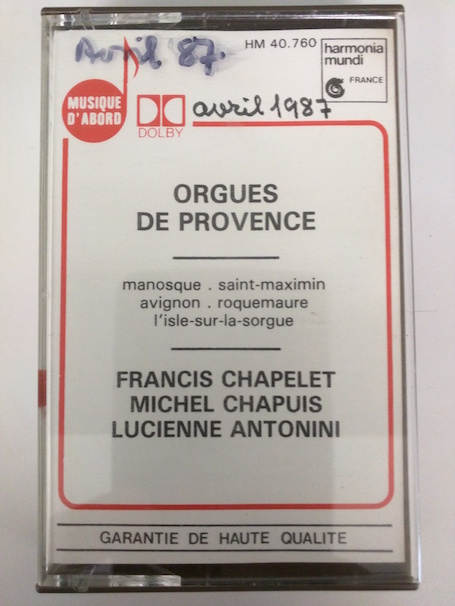 Avril 87.
HM 40.760
harmonia
mundi
FRANCE
MUSIQUE
D'ABORD
DOLBY
avril 1987
ORGUES
DE PROVENCE
manosque . saint-maximin
avignon . roquemaure
l'isle-sur-la-sorgue
FRANCIS CHAPELET
MICHEL CHAPUIS
LUCIENNE ANTONINI
GARANTIE DE HAUTE QUALITE